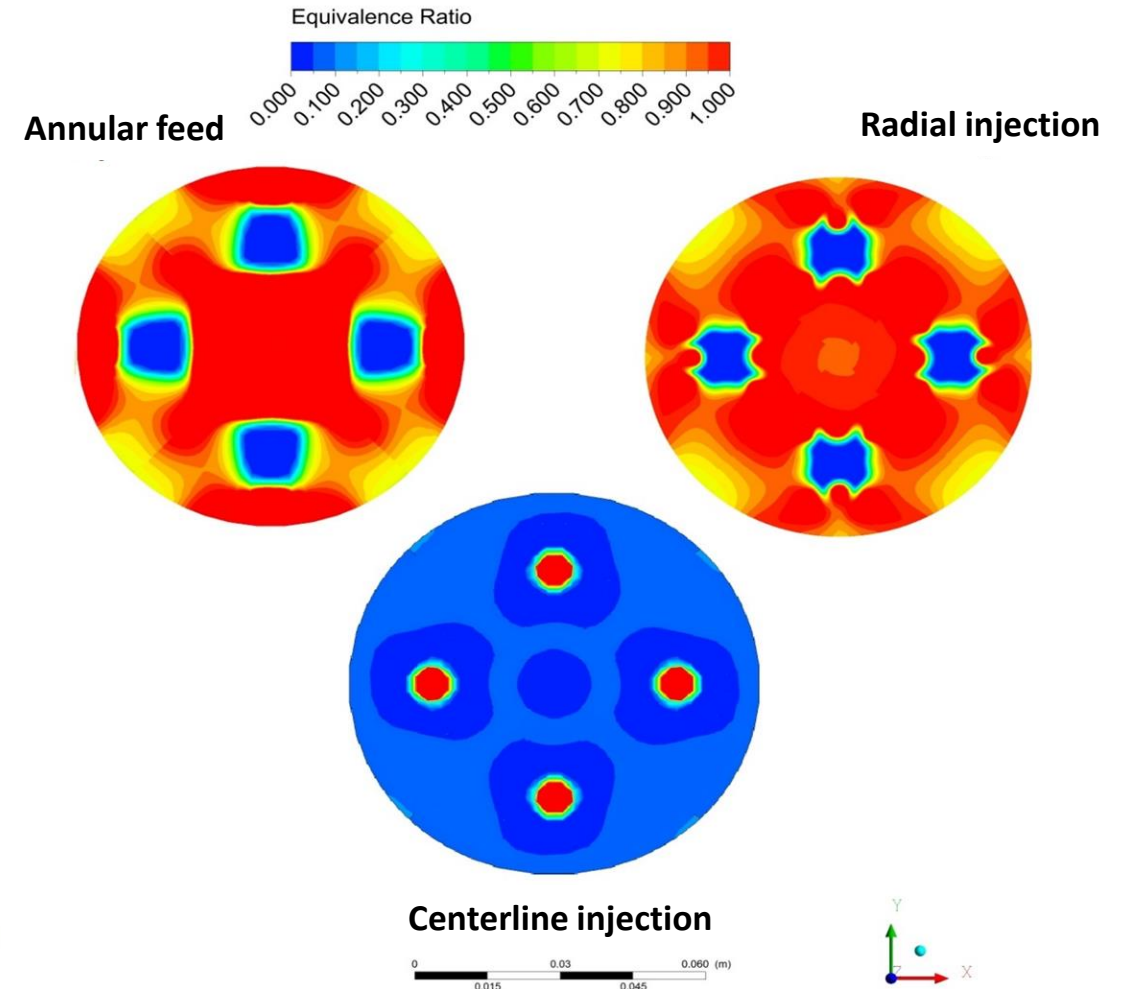 Equivalence Ratio
0.000 0.100 0.200 0.300 0.400 0.500 0.600 0.700 0.800 0.900 1.000
Annular feed
Radial injection
Centerline injection
0 0.03 0.060 (m)
0.015 0.045
Y
Z X